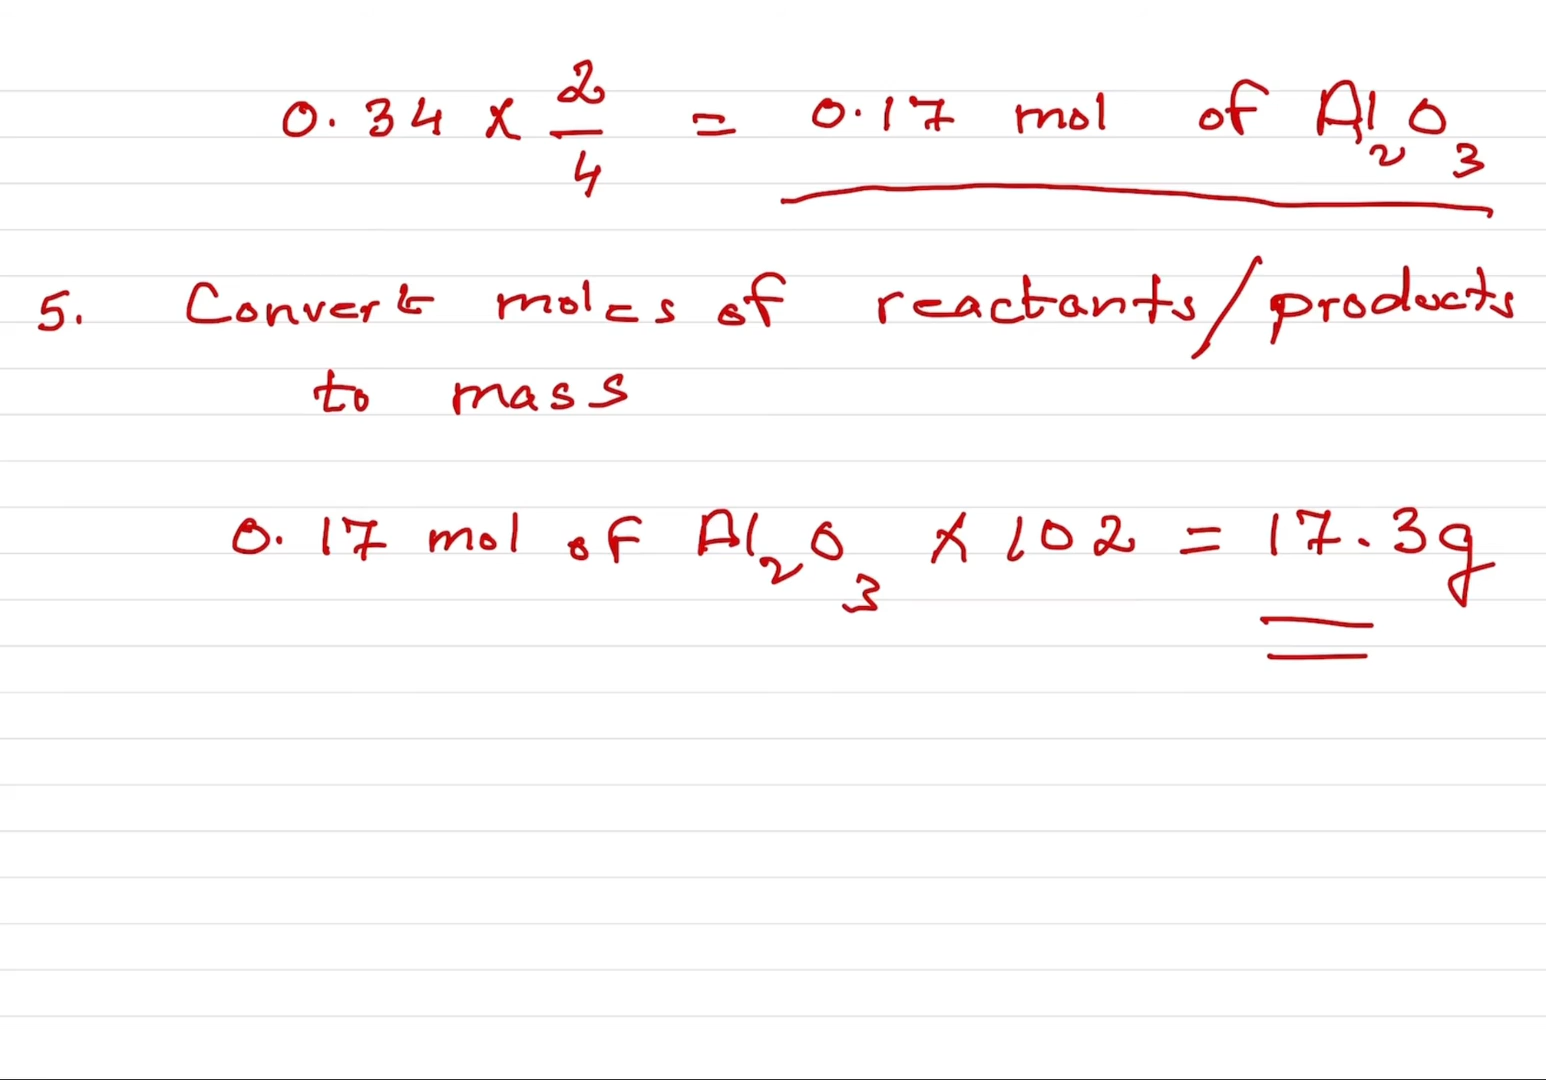 0.34 x 2/4 = 0.17 mol of Al₂O₃
5. Convert moles of reactants/products
to mass
0.17 mol of Al₂O₃ x 102 = 17.3g